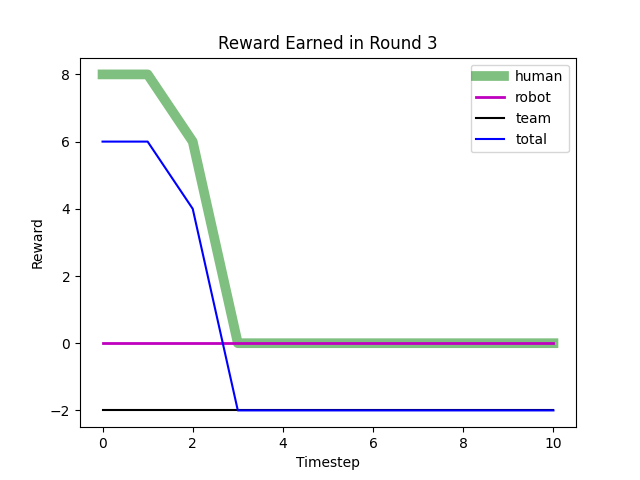 Reward Earned in Round 3
human
robot
team
total
Reward
8
6
4
2
0
−2
0 2 4 6 8 10
Timestep